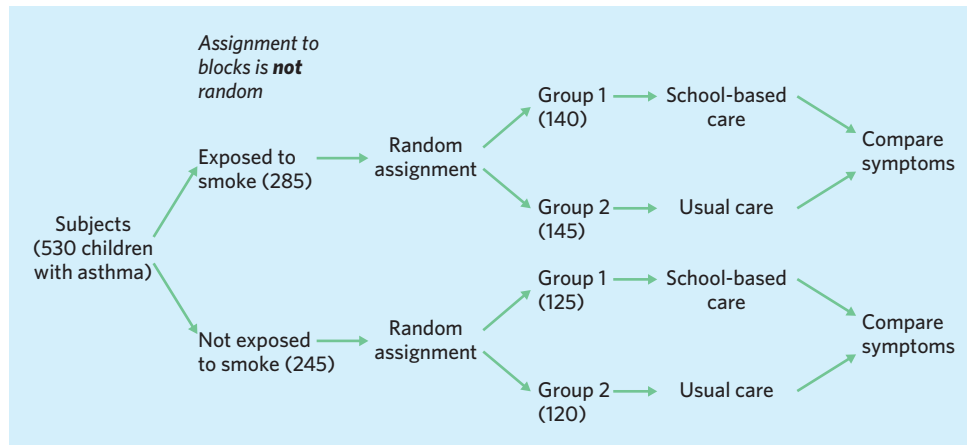 Assignment to
blocks is not
random
Subjects
(530 children
with asthma)
Exposed to
smoke (285)
Random
assignment
Group 1
(140)
School-based
care
Group 2
(145)
Usual care
Compare
symptoms
Not exposed
to smoke (245)
Random
assignment
Group 1
(125)
School-based
care
Group 2
(120)
Usual care
Compare
symptoms